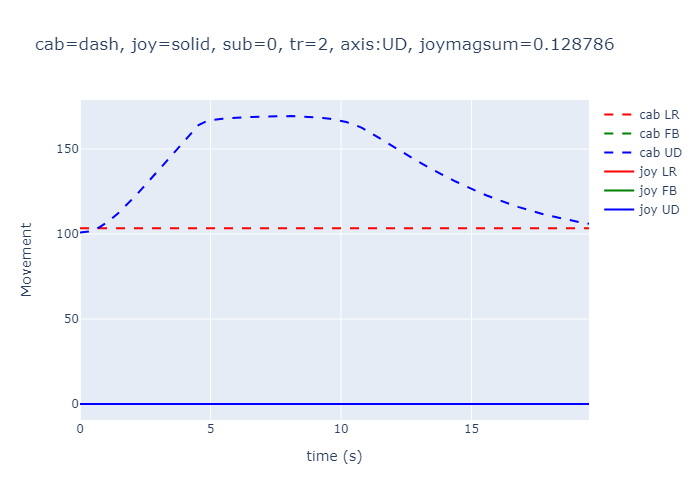 cab=dash, joy=solid, sub=0, tr=2, axis:UD, joymagsum=0.128786
cab LR
cab FB
cab UD
joy LR
joy FB
joy UD
Movement
150
100
50
0
0
5
10
15
time (s)